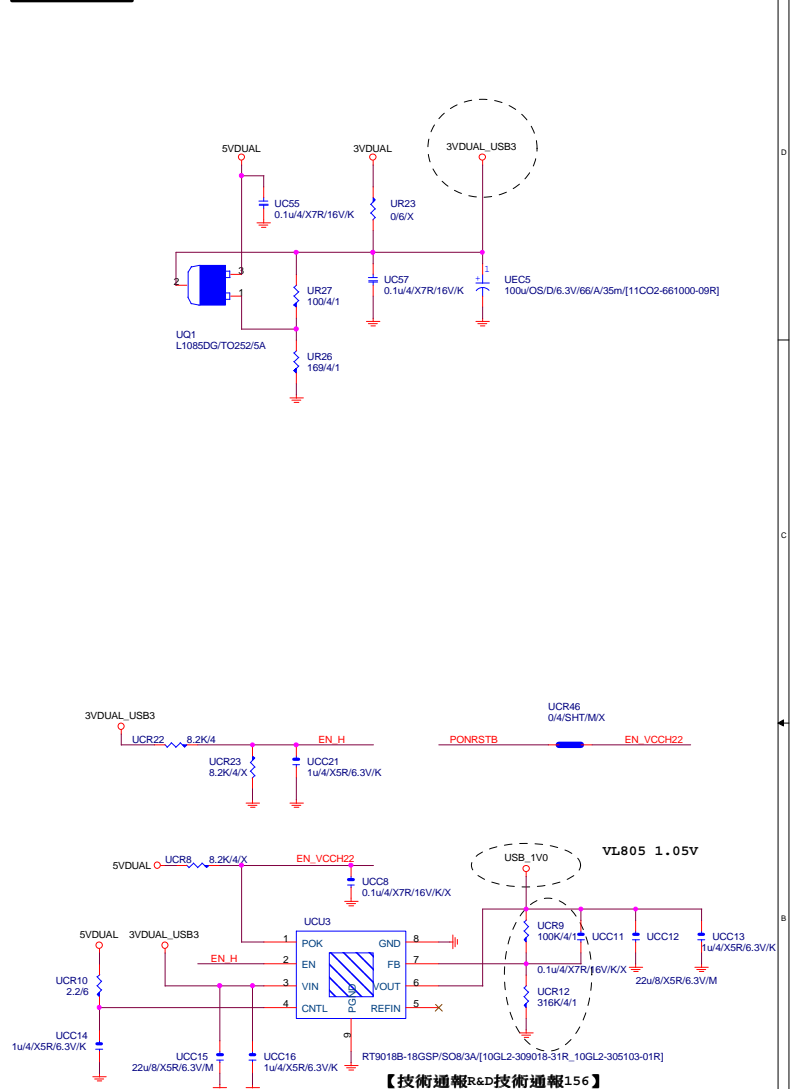 D
5VDUAL
3VDUAL
3VDUAL_USB3
UC55
0.1u/4/X7R/16V/K
UR23
0/6/X
3
2
1
UC57
0.1u/4/X7R/16V/K
1
+
UEC5
100u/OS/D/6.3V/66/A/35m/[11CO2-661000-09R]
UR27
100/4/1
UQ1
L1085DG/TO252/5A
UR26
169/4/1
C
3VDUAL_USB3
UCR22
8.2K/4
EN_H
UCR23
8.2K/4/X
UCC21
1u/4/X5R/6.3V/K
UCR46
0/4/SHT/M/X
PONRSTB
EN_VCCH22
5VDUAL
UCR8
8.2K/4/X
EN_VCCH22
UCC8
0.1u/4/X7R/16V/K/X
USB_1V0
VL805 1.05V
B
UCU3
5VDUAL
3VDUAL_USB3
EN_H
1
POK
GND
8
2
EN
FB
7
3
VIN
VOUT
6
4
CNTL
REFIN
5
PGND
9
UCR10
2.2/6
UCR9
100K/4/1
UCC11
0.1u/4/X7R/16V/K/X
UCC12
22u/8/X5R/6.3V/M
UCC13
1u/4/X5R/6.3V/K
UCR12
316K/4/1
UCC14
1u/4/X5R/6.3V/K
UCC15
22u/8/X5R/6.3V/M
UCC16
1u/4/X5R/6.3V/K
RT9018B-18GSP/SO8/3A/[10GL2-309018-31R_10GL2-305103-01R]
【技術通報R&D技術通報156】